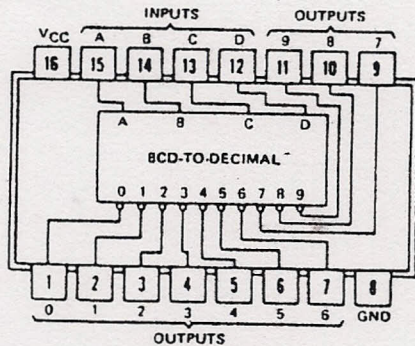 INPUTS OUTPUTS
VCC A B C D 9 8 7
16 15 14 13 12 11 10 9
A B C D
BCD-TO-DECIMAL
0 1 2 3 4 5 6 7 8 9
1 2 3 4 5 6 7 8
0 1 2 3 4 5 6 GND
OUTPUTS